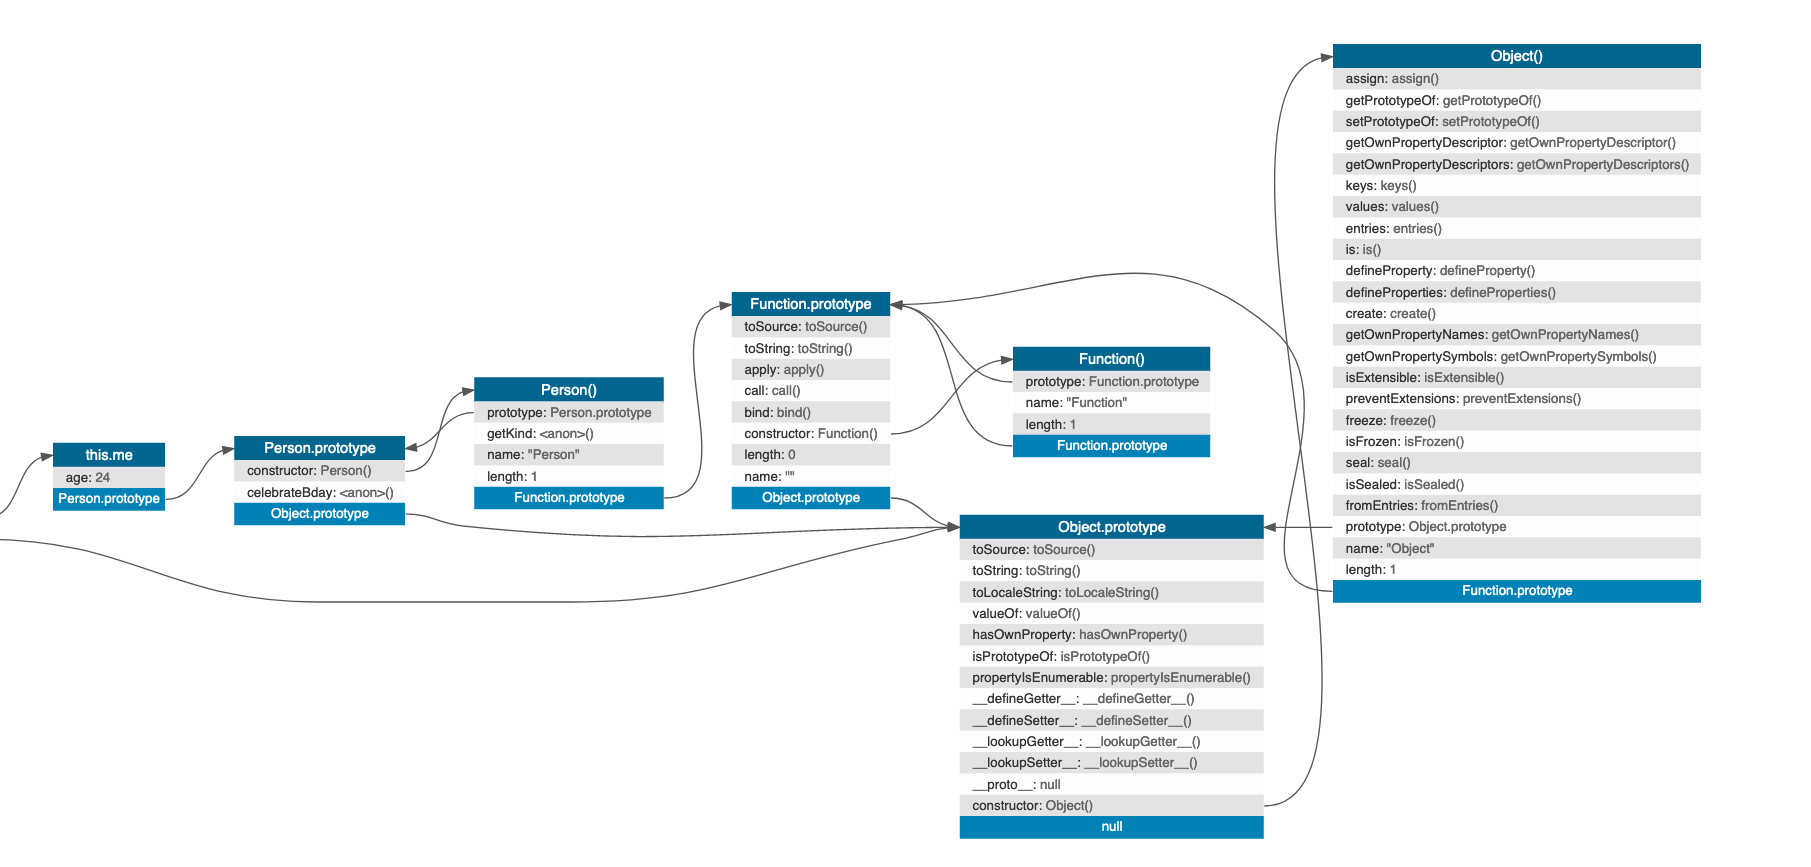 this.me
age: 24
Person.prototype
Person.prototype
constructor: Person()
celebrateBday: <anon>()
Object.prototype
Person()
prototype: Person.prototype
getKind: <anon>()
name: "Person"
length: 1
Function.prototype
Function.prototype
toSource: toSource()
toString: toString()
apply: apply()
call: call()
bind: bind()
constructor: Function()
length: 0
name: ""
Object.prototype
Function()
prototype: Function.prototype
name: "Function"
length: 1
Function.prototype
Object.prototype
toSource: toSource()
toString: toString()
toLocaleString: toLocaleString()
valueOf: valueOf()
hasOwnProperty: hasOwnProperty()
isPrototypeOf: isPrototypeOf()
propertyIsEnumerable: propertyIsEnumerable()
__defineGetter__: __defineGetter__()
__defineSetter__: __defineSetter__()
__lookupGetter__: __lookupGetter__()
__lookupSetter__: __lookupSetter__()
__proto__: null
constructor: Object()
null
Object()
assign: assign()
getPrototypeOf: getPrototypeOf()
setPrototypeOf: setPrototypeOf()
getOwnPropertyDescriptor: getOwnPropertyDescriptor()
getOwnPropertyDescriptors: getOwnPropertyDescriptors()
keys: keys()
values: values()
entries: entries()
is: is()
defineProperty: defineProperty()
defineProperties: defineProperties()
create: create()
getOwnPropertyNames: getOwnPropertyNames()
getOwnPropertySymbols: getOwnPropertySymbols()
isExtensible: isExtensible()
preventExtensions: preventExtensions()
freeze: freeze()
isFrozen: isFrozen()
seal: seal()
isSealed: isSealed()
fromEntries: fromEntries()
prototype: Object.prototype
name: "Object"
length: 1
Function.prototype